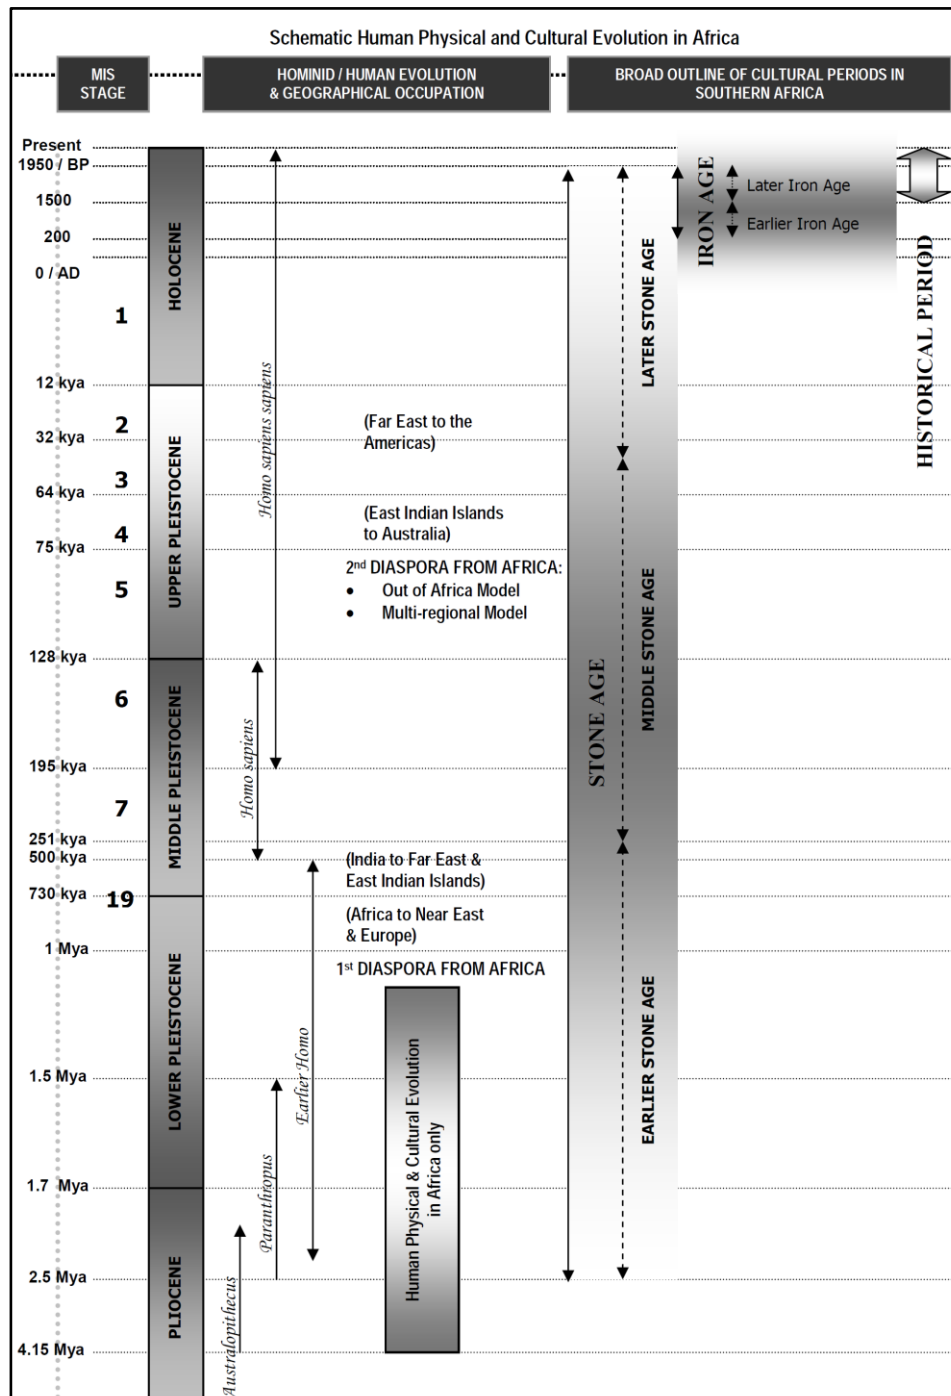 Schematic Human Physical and Cultural Evolution in Africa
MIS
STAGE
HOMINID / HUMAN EVOLUTION
& GEOGRAPHICAL OCCUPATION
BROAD OUTLINE OF CULTURAL PERIODS IN
SOUTHERN AFRICA
Present
1950 / BP
1500
200
0 / AD
12 kya
32 kya
64 kya
75 kya
128 kya
195 kya
251 kya
500 kya
730 kya
1 Mya
1.5 Mya
1.7 Mya
2.5 Mya
4.15 Mya
1
2
3
4
5
6
7
19
HOLOCENE
UPPER PLEISTOCENE
MIDDLE PLEISTOCENE
LOWER PLEISTOCENE
PLIOCENE
Homo sapiens sapiens
Homo sapiens
Earlier Homo
Paranthropus
Australopithecus
(Far East to the
Americas)
(East Indian Islands
to Australia)
2nd DIASPORA FROM AFRICA:
• Out of Africa Model
• Multi-regional Model
(India to Far East &
East Indian Islands)
(Africa to Near East
& Europe)
1st DIASPORA FROM AFRICA
Human Physical & Cultural Evolution
in Africa only
STONE AGE
LATER STONE AGE
MIDDLE STONE AGE
EARLIER STONE AGE
IRON AGE
Later Iron Age
Earlier Iron Age
HISTORICAL PERIOD